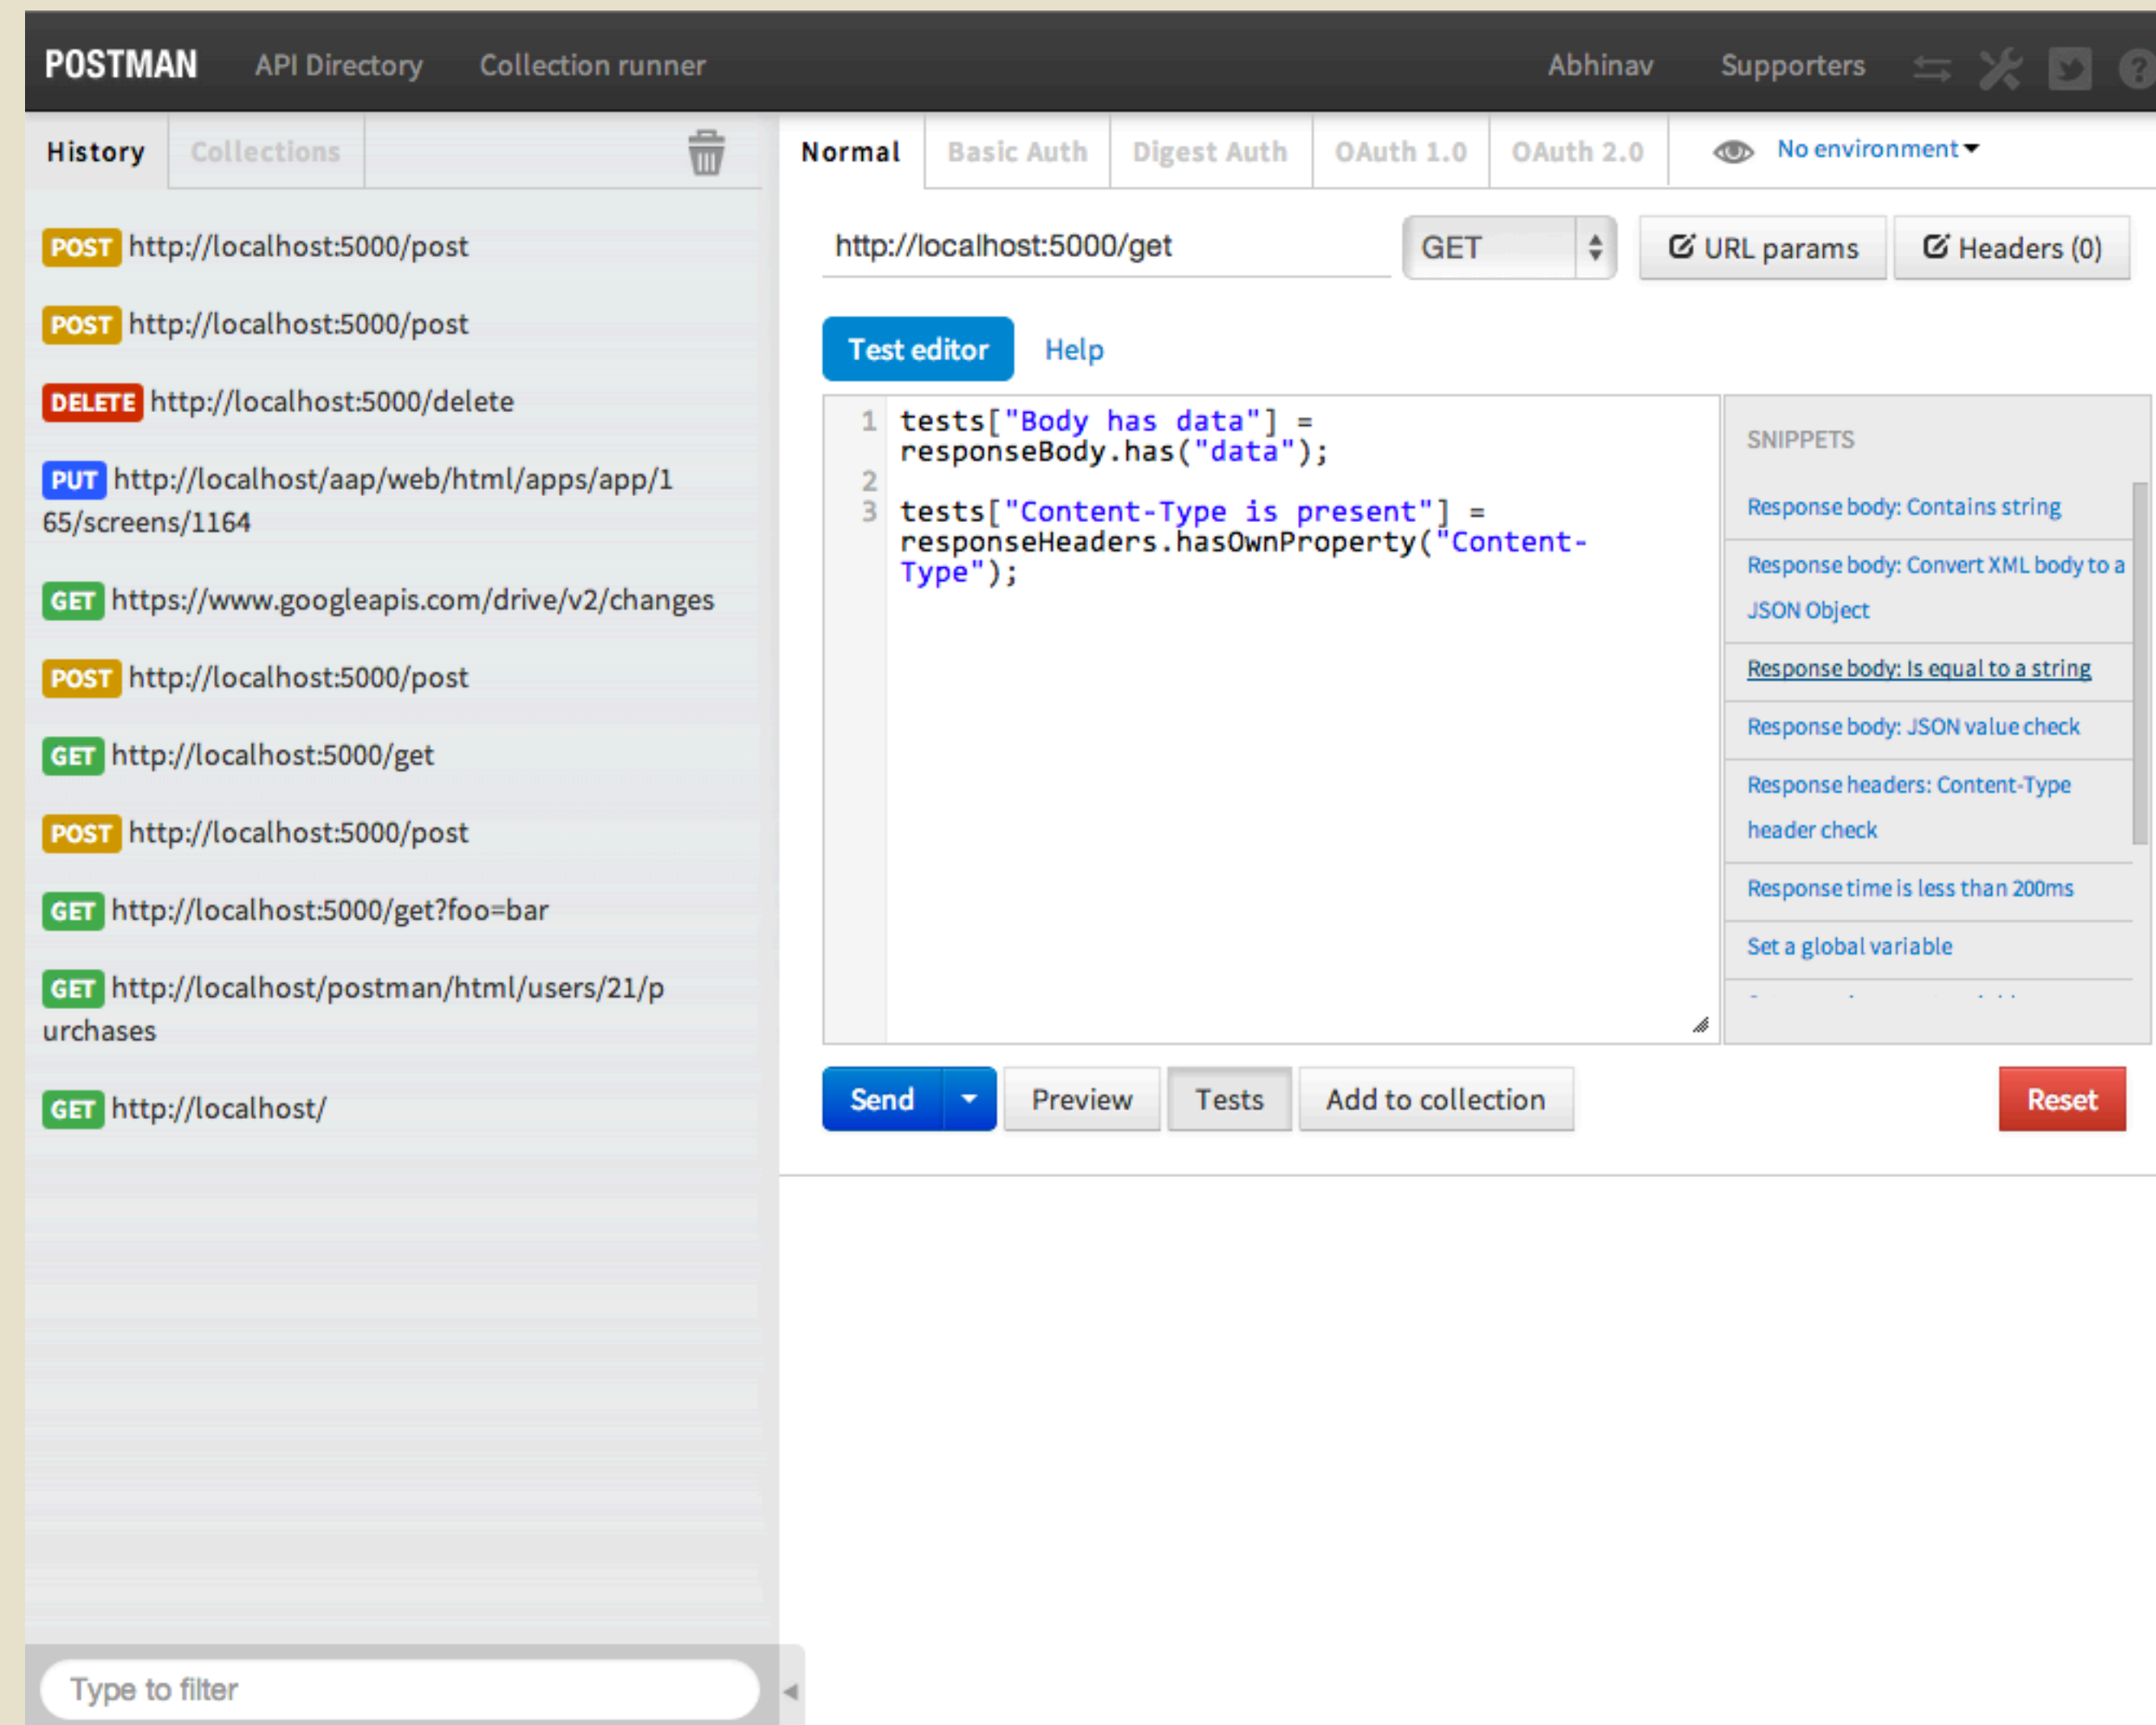 POSTMAN API Directory Collection runner Abhinav Supporters
History Collections
POST http://localhost:5000/post
POST http://localhost:5000/post
DELETE http://localhost:5000/delete
PUT http://localhost/aap/web/html/apps/app/1
65/screens/1164
GET https://www.googleapis.com/drive/v2/changes
POST http://localhost:5000/post
GET http://localhost:5000/get
POST http://localhost:5000/post
GET http://localhost:5000/get?foo=bar
GET http://localhost/postman/html/users/21/p
urchases
GET http://localhost/
Type to filter
Normal Basic Auth Digest Auth OAuth 1.0 OAuth 2.0 No environment
http://localhost:5000/get GET URL params Headers (0)
Test editor Help
1 tests["Body has data"] =
responseBody.has("data");
2
3 tests["Content-Type is present"] =
responseHeaders.hasOwnProperty("Content-
Type");
SNIPPETS
Response body: Contains string
Response body: Convert XML body to a
JSON Object
Response body: Is equal to a string
Response body: JSON value check
Response headers: Content-Type
header check
Response time is less than 200ms
Set a global variable
Send Preview Tests Add to collection Reset